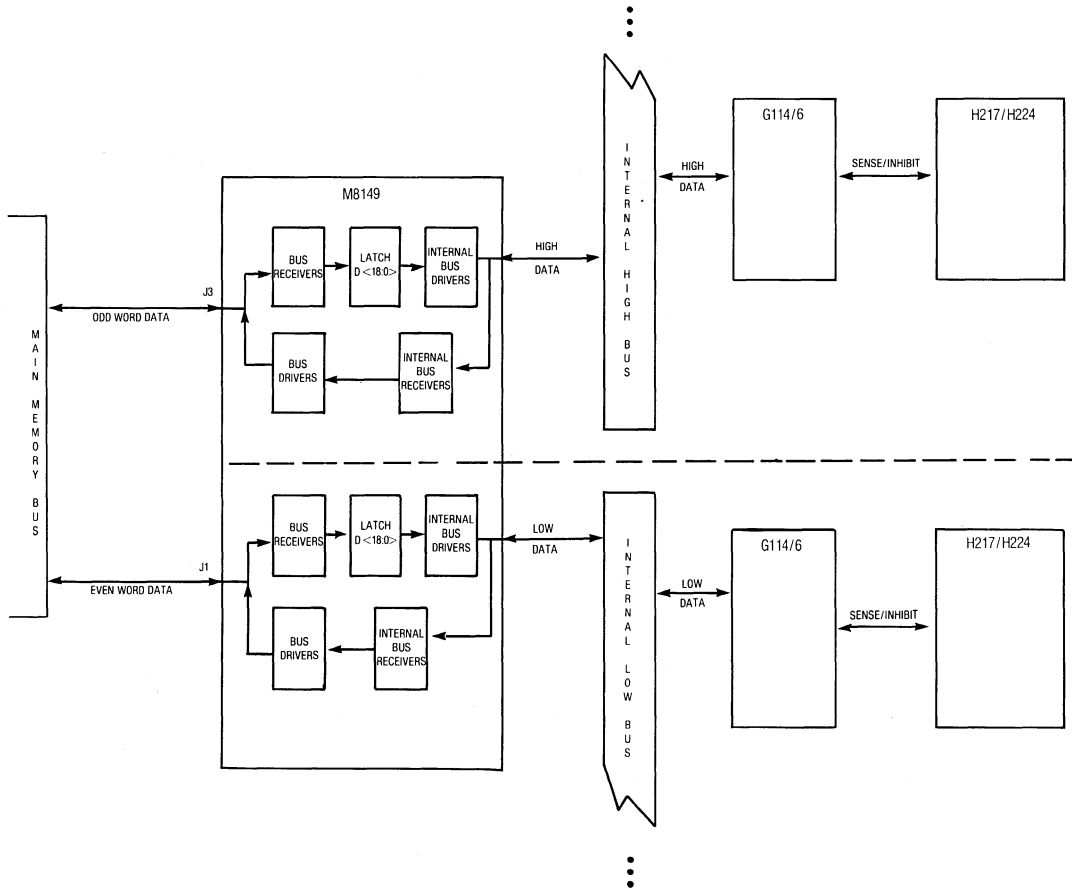 MAIN MEMORY BUS
J3
ODD WORD DATA
J1
EVEN WORD DATA
M8149
BUS
RECEIVERS
LATCH
D <18:0>
INTERNAL
BUS
DRIVERS
BUS
DRIVERS
INTERNAL
BUS
RECEIVERS
HIGH
DATA
INTERNAL HIGH BUS
HIGH
DATA
G114/6
SENSE/INHIBIT
H217/H224
BUS
RECEIVERS
LATCH
D <18:0>
INTERNAL
BUS
DRIVERS
BUS
DRIVERS
INTERNAL
BUS
RECEIVERS
LOW
DATA
INTERNAL LOW BUS
LOW
DATA
G114/6
SENSE/INHIBIT
H217/H224